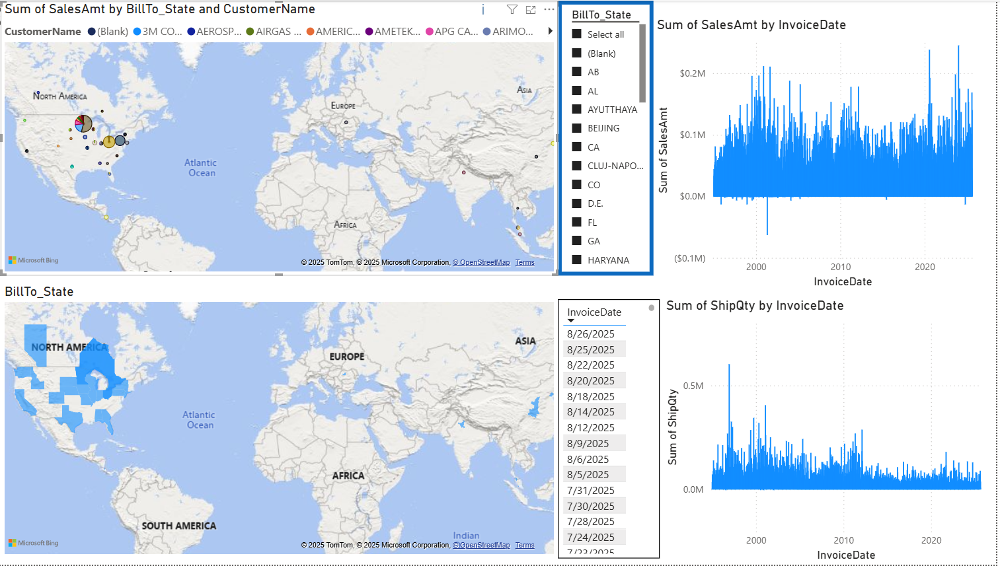 Sum of SalesAmt by BillTo_State and CustomerName
CustomerName (Blank) 3M CO... AEROSP... AIRGAS ... AMERIC... AMETEK... APG CA... ARIMO...
NORTH AMERICA
EUROPE
ASIA
Atlantic
Ocean
AFRICA
Microsoft Bing
© 2025 TomTom, © 2025 Microsoft Corporation, © OpenStreetMap Terms
BillTo_State
Select all
(Blank)
AB
AL
AYUTTHAYA
BEIJING
CA
CLUJ-NAPO...
CO
D.E.
FL
GA
HARYANA
Sum of SalesAmt by InvoiceDate
Sum of SalesAmt
$0.2M
$0.1M
$0.0M
($0.1M)
2000 2010 2020
InvoiceDate
BillTo_State
NORTH AMERICA
EUROPE
ASIA
Atlantic
Ocean
AFRICA
SOUTH AMERICA
Indian
Microsoft Bing
© 2025 TomTom, © 2025 Microsoft Corporation, © OpenStreetMap Terms
InvoiceDate
8/26/2025
8/25/2025
8/22/2025
8/20/2025
8/18/2025
8/14/2025
8/12/2025
8/9/2025
8/6/2025
8/5/2025
7/31/2025
7/30/2025
7/28/2025
7/24/2025
7/23/2025
Sum of ShipQty by InvoiceDate
Sum of ShipQty
0.5M
0.0M
2000 2010 2020
InvoiceDate